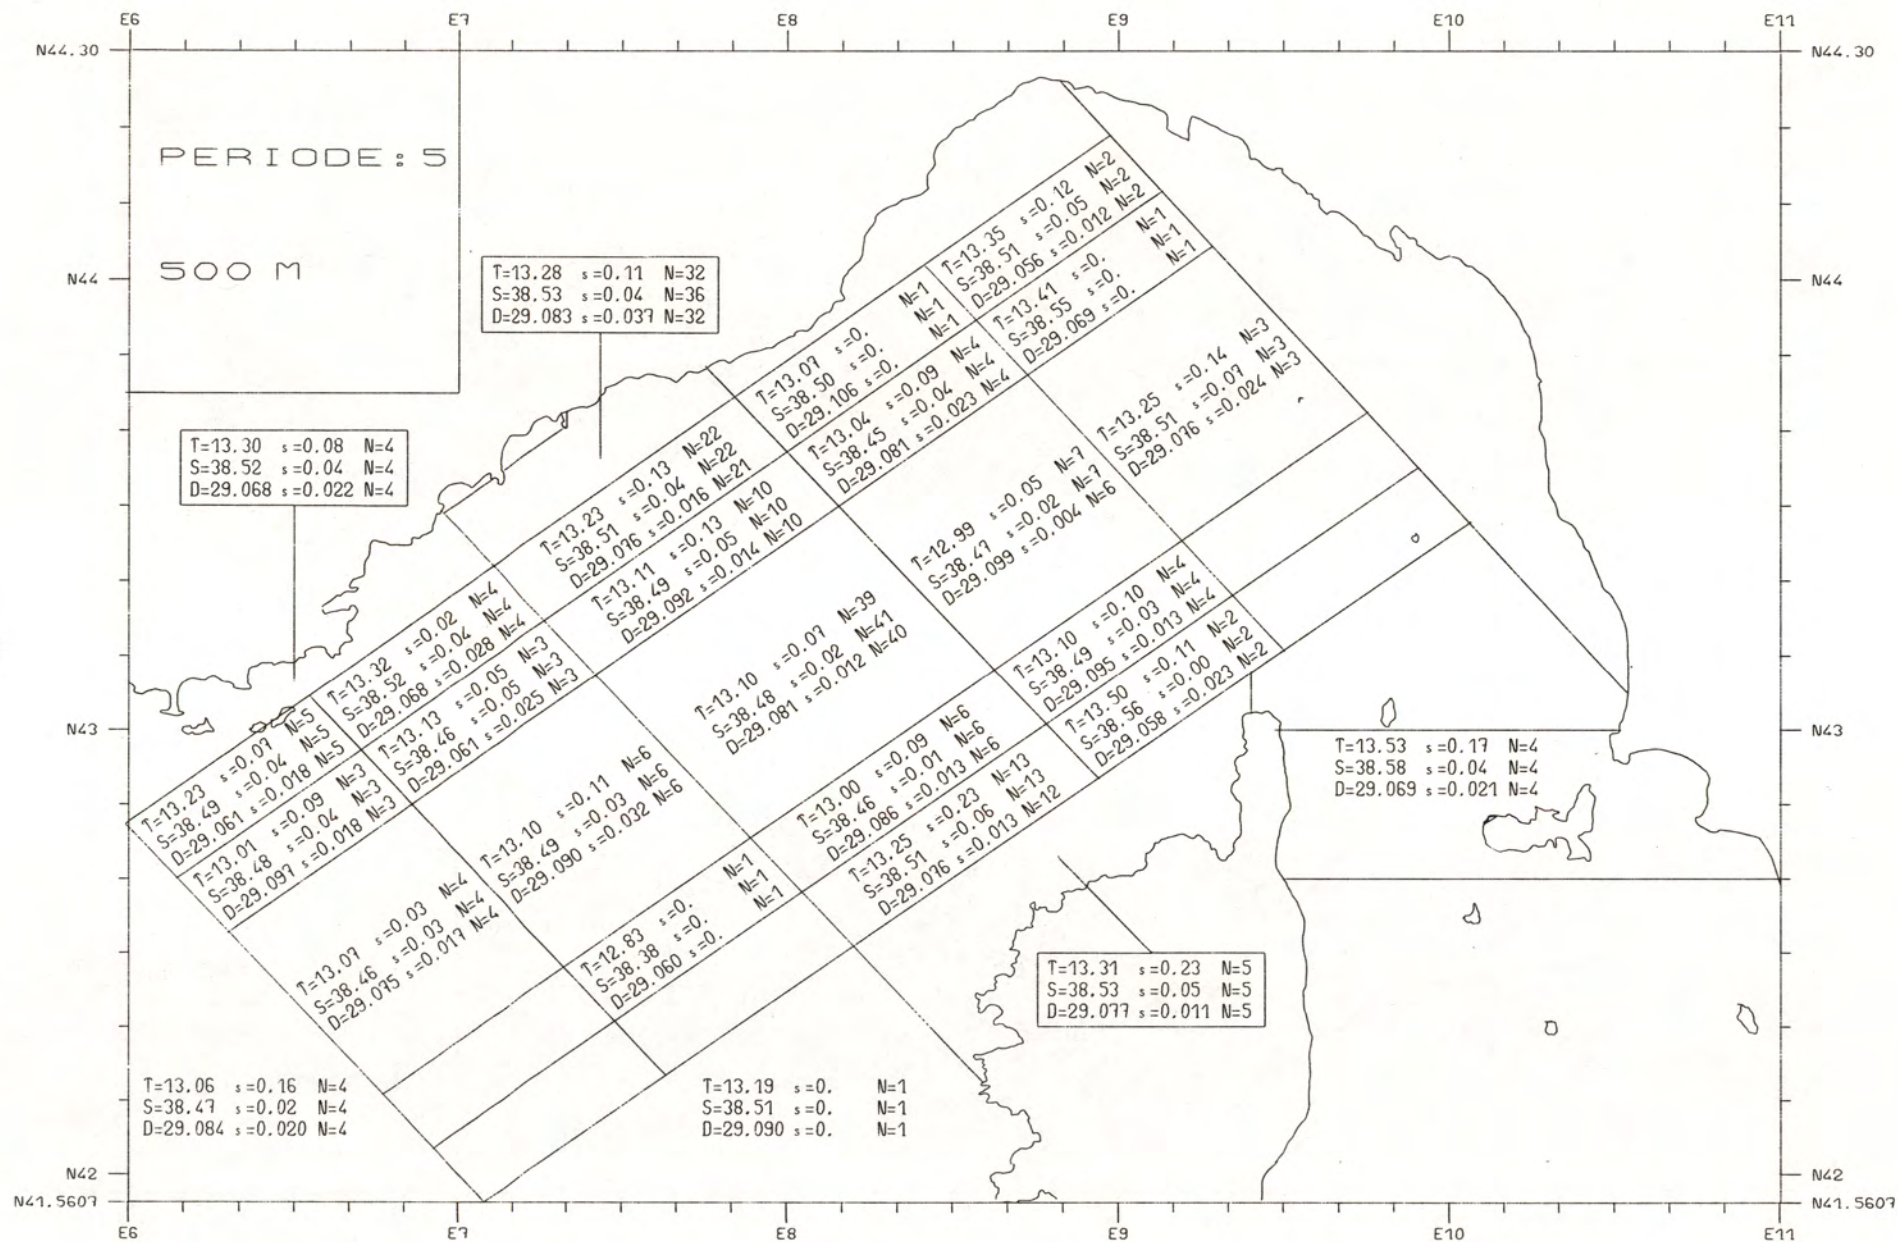 E6 E7 E8 E9 E10 E11
N44.30 N44.30
PERIODE: 5
500 M
N44 N44
T=13.28 s=0.11 N=32
S=38.53 s=0.04 N=36
D=29.083 s=0.037 N=32
T=13.30 s=0.08 N=4
S=38.52 s=0.04 N=4
D=29.068 s=0.022 N=4
T=13.35 s=0.12 N=2
S=38.51 s=0.05 N=2
D=29.056 s=0.012 N=2
T=13.41 s=0. N=1
S=38.55 s=0. N=1
D=29.069 s=0. N=1
T=13.07 s=0. N=1
S=38.50 s=0. N=1
D=29.106 s=0. N=1
T=13.04 s=0.09 N=4
S=38.45 s=0.04 N=4
D=29.081 s=0.023 N=4
T=13.25 s=0.14 N=3
S=38.51 s=0.07 N=3
D=29.076 s=0.024 N=3
T=13.23 s=0.13 N=22
S=38.51 s=0.04 N=22
D=29.076 s=0.016 N=21
T=13.11 s=0.13 N=10
S=38.49 s=0.05 N=10
D=29.092 s=0.014 N=10
T=12.99 s=0.05 N=7
S=38.47 s=0.02 N=7
D=29.099 s=0.004 N=6
T=13.32 s=0.02 N=4
S=38.52 s=0.04 N=4
D=29.068 s=0.028 N=4
T=13.13 s=0.05 N=3
S=38.46 s=0.05 N=3
D=29.061 s=0.025 N=3
T=13.10 s=0.07 N=39
S=38.48 s=0.02 N=41
D=29.081 s=0.012 N=40
T=13.10 s=0.10 N=4
S=38.49 s=0.03 N=4
D=29.095 s=0.013 N=4
T=13.50 s=0.11 N=2
S=38.56 s=0.00 N=2
D=29.058 s=0.023 N=2
N43 N43
T=13.23 s=0.07 N=5
S=38.49 s=0.04 N=5
D=29.061 s=0.018 N=5
T=13.01 s=0.09 N=3
S=38.48 s=0.04 N=3
D=29.097 s=0.018 N=3
T=13.10 s=0.11 N=6
S=38.49 s=0.03 N=6
D=29.090 s=0.032 N=6
T=13.00 s=0.09 N=6
S=38.46 s=0.01 N=6
D=29.086 s=0.013 N=6
T=13.25 s=0.23 N=13
S=38.51 s=0.06 N=13
D=29.076 s=0.013 N=12
T=13.53 s=0.17 N=4
S=38.58 s=0.04 N=4
D=29.069 s=0.021 N=4
T=13.07 s=0.03 N=4
S=38.46 s=0.03 N=4
D=29.075 s=0.017 N=4
T=12.83 s=0. N=1
S=38.38 s=0. N=1
D=29.060 s=0. N=1
T=13.31 s=0.23 N=5
S=38.53 s=0.05 N=5
D=29.077 s=0.011 N=5
T=13.06 s=0.16 N=4
S=38.47 s=0.02 N=4
D=29.084 s=0.020 N=4
T=13.19 s=0. N=1
S=38.51 s=0. N=1
D=29.090 s=0. N=1
N42 N42
N41.5607 N41.5607
E6 E7 E8 E9 E10 E11